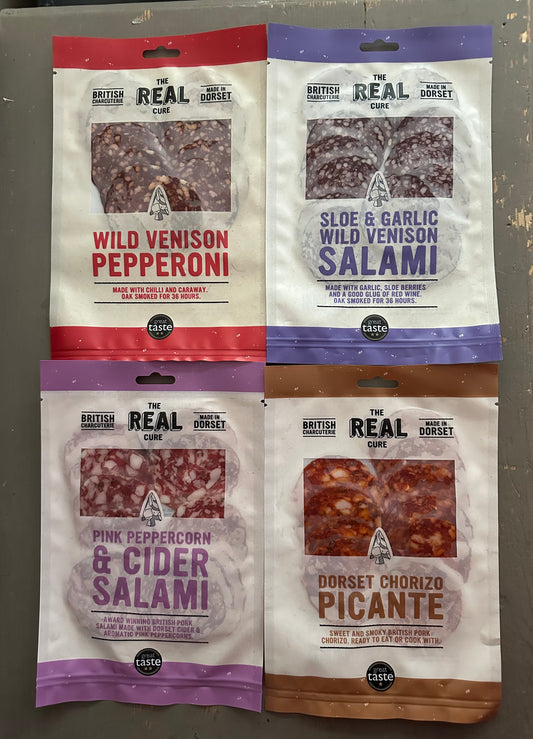 BRITISH
CHARCUTERIE
THE
REAL
CURE
MADE IN
DORSET
WILD VENISON
PEPPERONI
MADE WITH CHILLI AND CARAWAY.
OAK SMOKED FOR 36 HOURS.
great
taste
BRITISH
CHARCUTERIE
THE
REAL
CURE
MADE IN
DORSET
SLOE & GARLIC
WILD VENISON
SALAMI
MADE WITH GARLIC, SLOE BERRIES
AND A GOOD GLUG OF RED WINE.
OAK SMOKED FOR 36 HOURS.
great
taste
BRITISH
CHARCUTERIE
THE
REAL
CURE
MADE IN
DORSET
PINK PEPPERCORN
& CIDER
SALAMI
AWARD WINNING BRITISH PORK
SALAMI MADE WITH DORSET CIDER &
AROMATIC PINK PEPPERCORNS.
great
taste
BRITISH
CHARCUTERIE
THE
REAL
CURE
MADE IN
DORSET
DORSET CHORIZO
PICANTE
SWEET AND SMOKY BRITISH PORK
CHORIZO, READY TO EAT OR COOK WITH.
great
taste